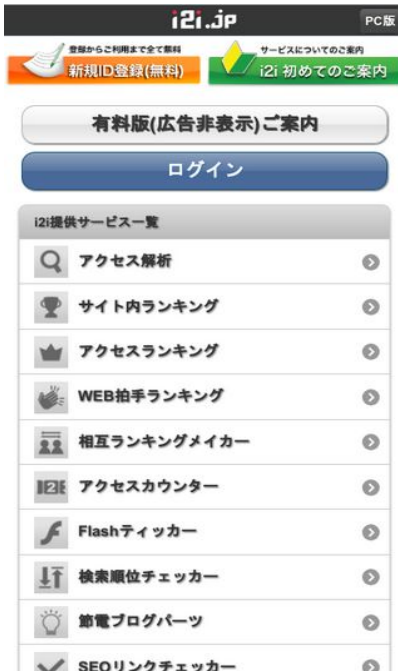 i2i.jp
PC版
登録からご利用まで全て無料
新規ID登録(無料)
サービスについてのご案内
i2i 初めてのご案内
有料版(広告非表示)ご案内
ログイン
i2i提供サービス一覧
アクセス解析
サイト内ランキング
アクセスランキング
WEB拍手ランキング
相互ランキングメイカー
アクセスカウンター
Flashティッカー
検索順位チェッカー
節電ブログパーツ
SEOリンクチェッカー